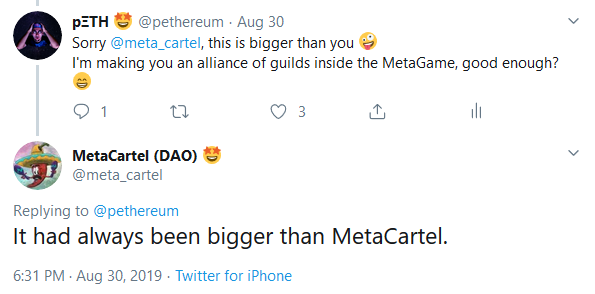 pΞTH 🤩 @pethereum · Aug 30
Sorry @meta_cartel, this is bigger than you 🤪
I'm making you an alliance of guilds inside the MetaGame, good enough?
😁
1 3
MetaCartel (DAO) 🤩
@meta_cartel
Replying to @pethereum
It had always been bigger than MetaCartel.
6:31 PM · Aug 30, 2019 · Twitter for iPhone